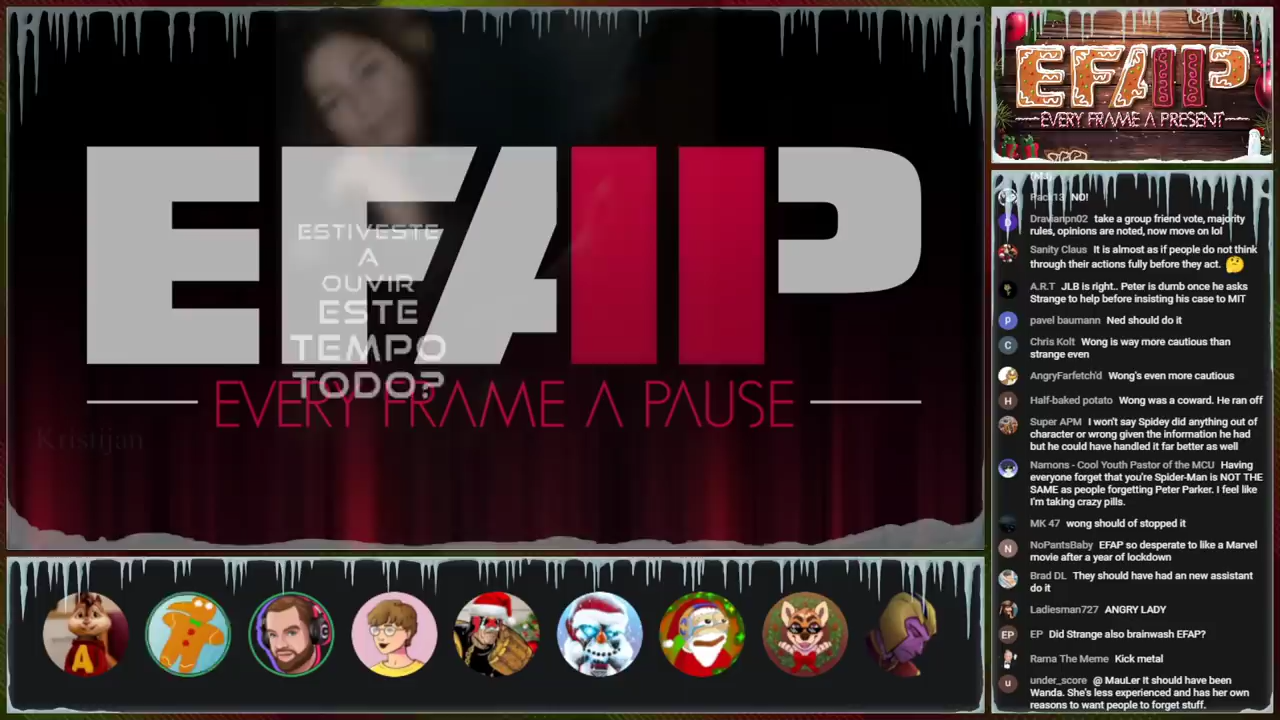 EFAP
ESTIVESTE
A
OUVIR
ESTE
TEMPO
TODO?
EVERY FRAME A PAUSE
Kristijan
A
EFAP
EVERY FRAME A PRESENT
NO!
Dravianpn02 take a group friend vote, majority
rules, opinions are noted, now move on lol
Sanity Claus It is almost as if people do not think
through their actions fully before they act. 🤔
A.R.T JLB is right.. Peter is dumb once he asks
Strange to help before insisting his case to MIT
P pavel baumann Ned should do it
C Chris Kolt Wong is way more cautious than
strange even
AngryFarfetch'd Wong's even more cautious
H Half-baked potato Wong was a coward. He ran off
Super APM I won't say Spidey did anything out of
character or wrong given the information he had
but he could have handled it far better as well
Namons - Cool Youth Pastor of the MCU Having
everyone forget that you're Spider-Man is NOT THE
SAME as people forgetting Peter Parker. I feel like
I'm taking crazy pills.
MK 47 wong should of stopped it
N NoPantsBaby EFAP so desperate to like a Marvel
movie after a year of lockdown
Brad DL They should have had an new assistant
do it
Ladiesman727 ANGRY LADY
EP EP Did Strange also brainwash EFAP?
Rama The Meme Kick metal
u under_score @ MauLer It should have been
Wanda. She's less experienced and has her own
reasons to want people to forget stuff.